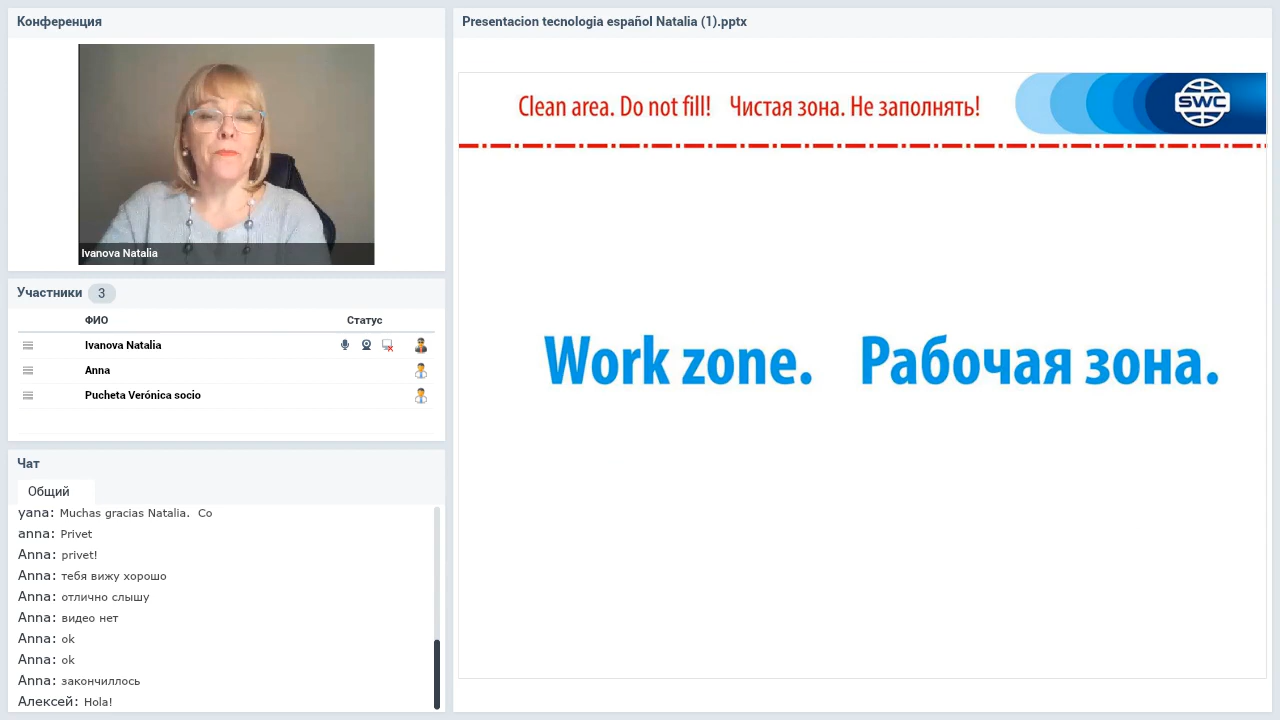 Конференция
Ivanova Natalia
Участники 3
ФИО Статус
Ivanova Natalia
Anna
Pucheta Verónica socio
Чат
Общий
yana: Muchas gracias Natalia. Co
anna: Privet
Anna: privet!
Anna: тебя вижу хорошо
Anna: отлично слышу
Anna: видео нет
Anna: ok
Anna: ok
Anna: закончиллось
Алексей: Hola!
Presentacion tecnologia español Natalia (1).pptx
Clean area. Do not fill! Чистая зона. Не заполнять!
SWC
Work zone. Рабочая зона.